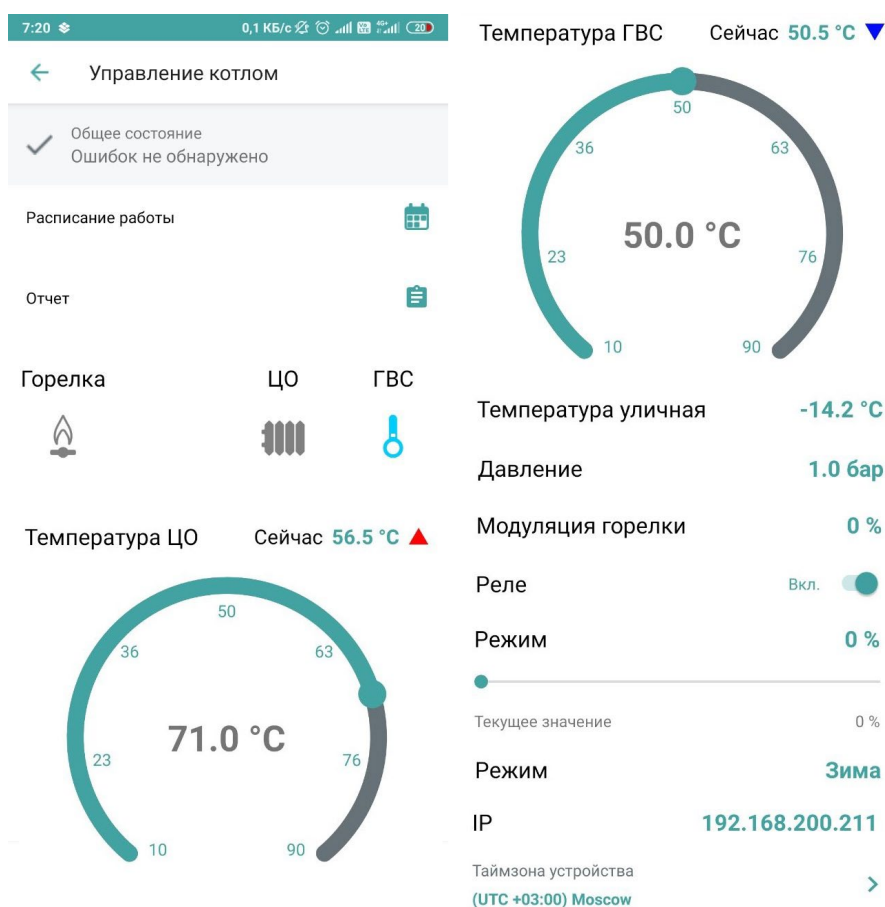 7:20
0,1 КБ/с
4G+
20
Управление котлом
Общее состояние
Ошибок не обнаружено
Расписание работы
Отчет
Горелка ЦО ГВС
Температура ЦО Сейчас 56.5 °C
50
36 63
71.0 °C
23 76
10 90
Температура ГВС Сейчас 50.5 °C
50
36 63
50.0 °C
23 76
10 90
Температура уличная -14.2 °C
Давление 1.0 бар
Модуляция горелки 0 %
Реле Вкл.
Режим 0 %
Текущее значение 0 %
Режим Зима
IP 192.168.200.211
Таймзона устройства
(UTC +03:00) Moscow